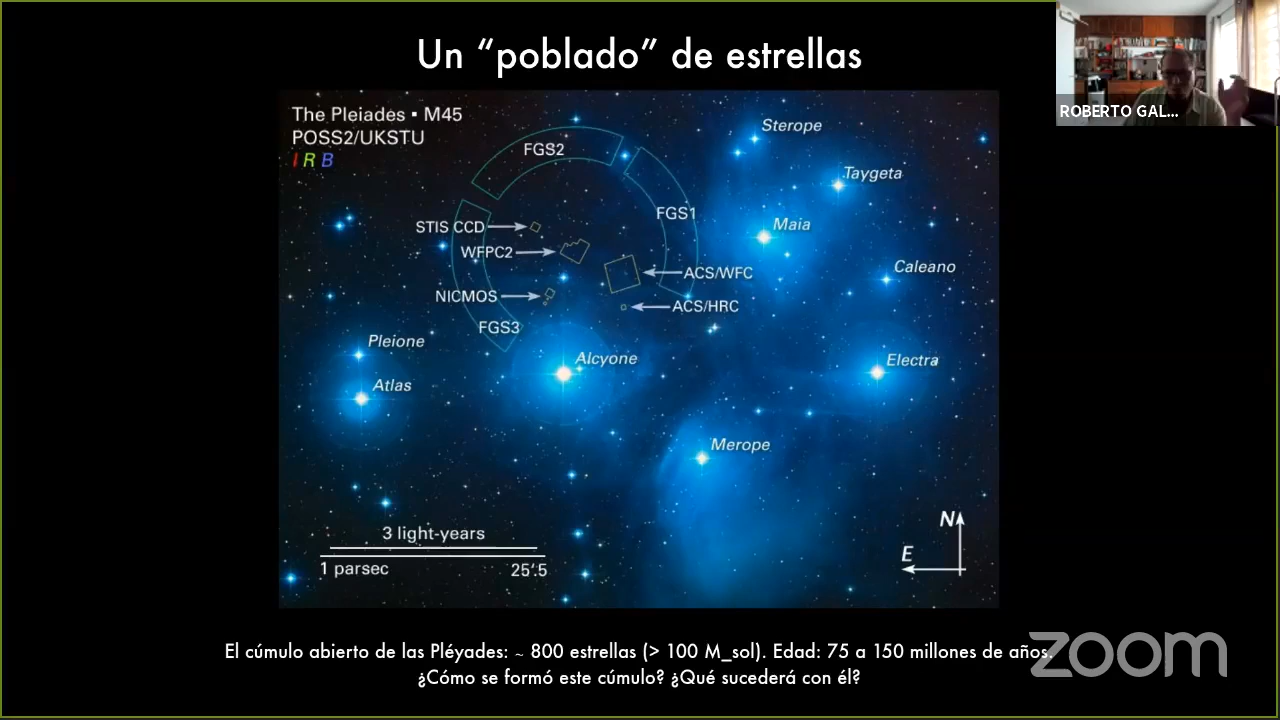 Un “poblado” de estrellas
ROBERTO GAL...
The Pleiades ▪ M45
POSS2/UKSTU
I R B
FGS2
FGS1
STIS CCD
WFPC2
ACS/WFC
NICMOS
ACS/HRC
FGS3
Sterope
Taygeta
Maia
Caleano
Pleione
Atlas
Alcyone
Electra
Merope
3 light-years
1 parsec 25'.5
N
E
El cúmulo abierto de las Pléyades: ~ 800 estrellas (> 100 M_sol). Edad: 75 a 150 millones de años.
¿Cómo se formó este cúmulo? ¿Qué sucederá con él?
zoom